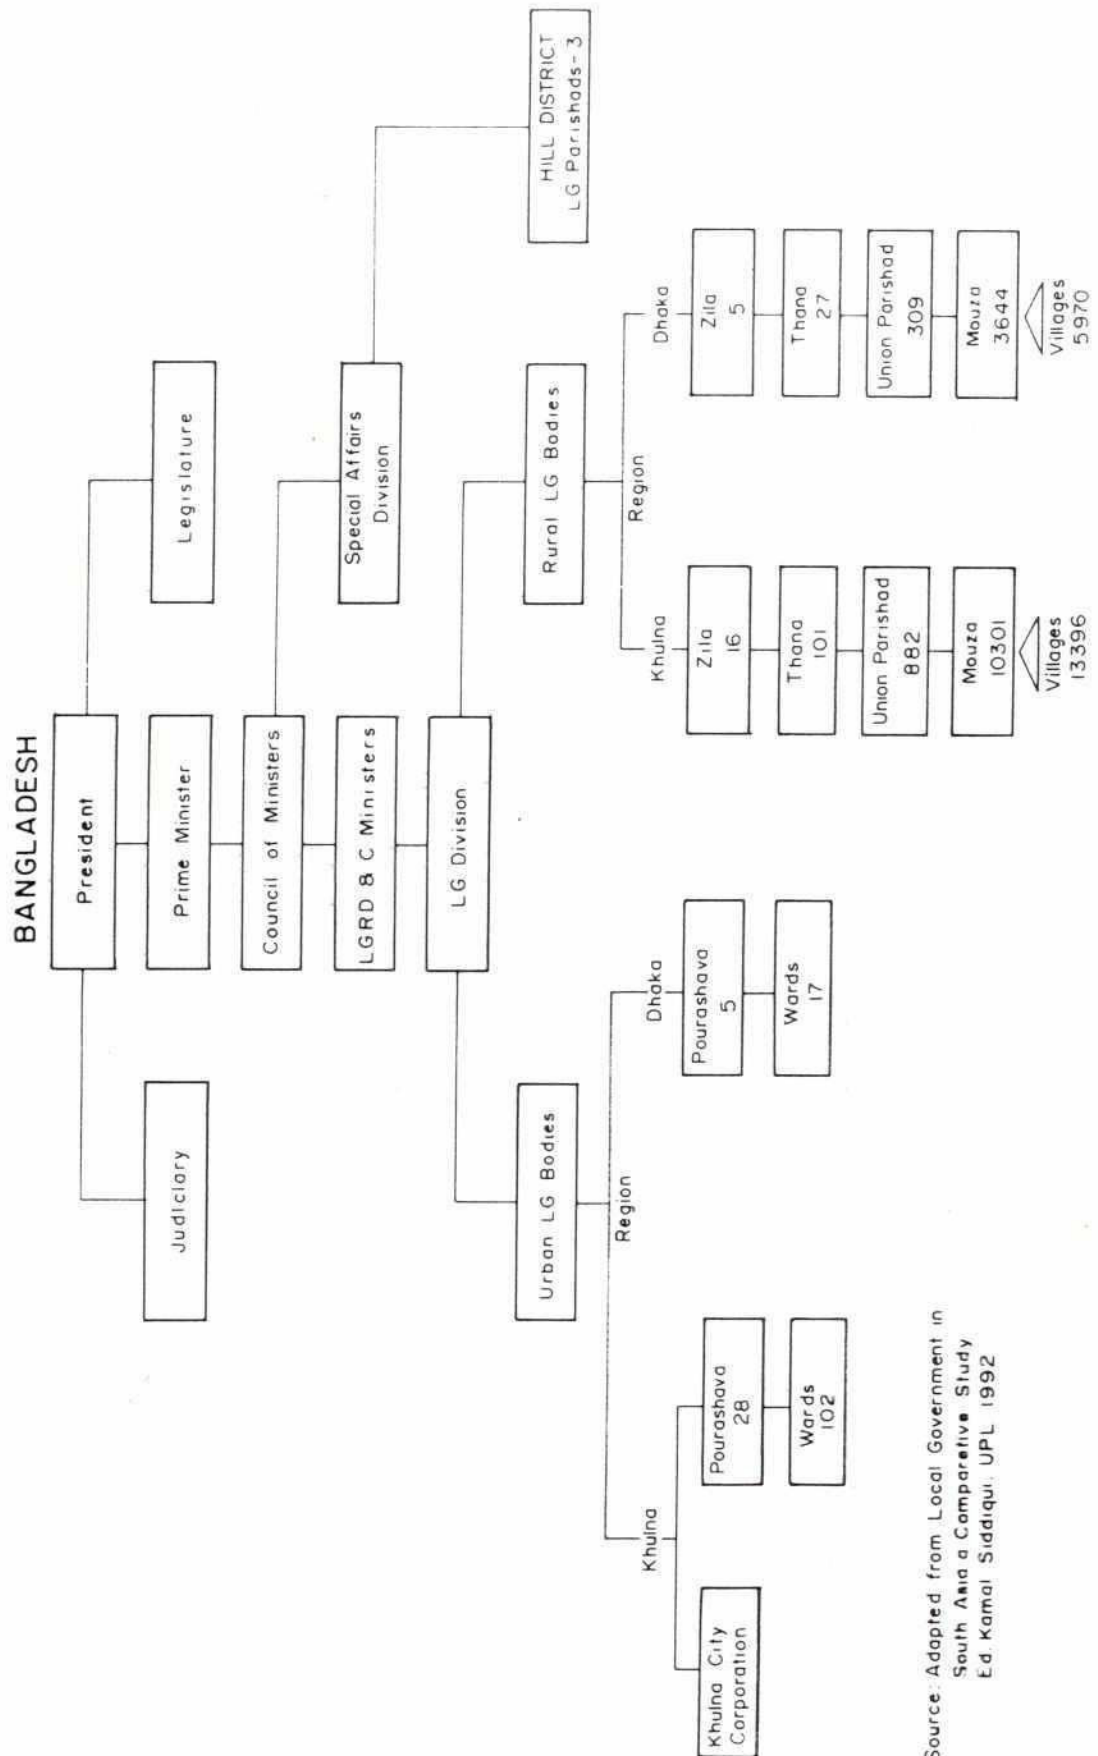 BANGLADESH
President
Judiciary
Prime Minister
Legislature
Council of Ministers
LGRD & C Ministers
Special Affairs
Division
LG Division
Urban LG Bodies
Rural LG Bodies
HILL DISTRICT
LG Parishads-3
Region
Khulna
Dhaka
Khulna City
Corporation
Pourashava
28
Wards
102
Pourashava
5
Wards
17
Region
Khulna
Dhaka
Zila
16
Thana
101
Union Parishad
882
Mouza
10301
Villages
13396
Zila
5
Thana
27
Union Parishad
309
Mouza
3644
Villages
5970
Source: Adapted from Local Government in
South Asia a Comparative Study
Ed. Kamal Siddiqui. UPL 1992